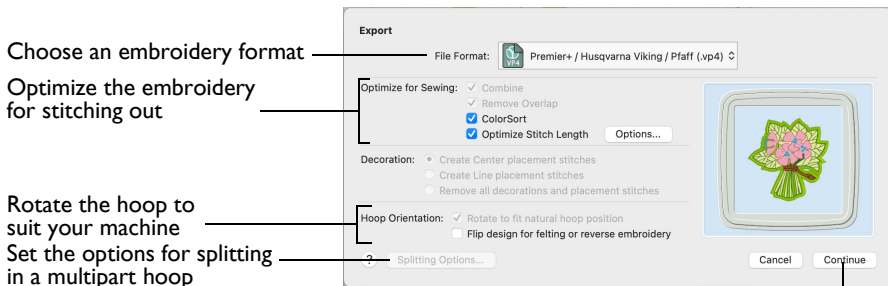 Export
Choose an embroidery format
File Format: VP4 Premier+ / Husqvarna Viking / Pfaff (.vp4)
Optimize the embroidery
for stitching out
Optimize for Sewing: Combine
Remove Overlap
ColorSort
Optimize Stitch Length Options...
Decoration: Create Center placement stitches
Create Line placement stitches
Remove all decorations and placement stitches
Rotate the hoop to
suit your machine
Hoop Orientation: Rotate to fit natural hoop position
Flip design for felting or reverse embroidery
Set the options for splitting
in a multipart hoop
? Splitting Options... Cancel Continue